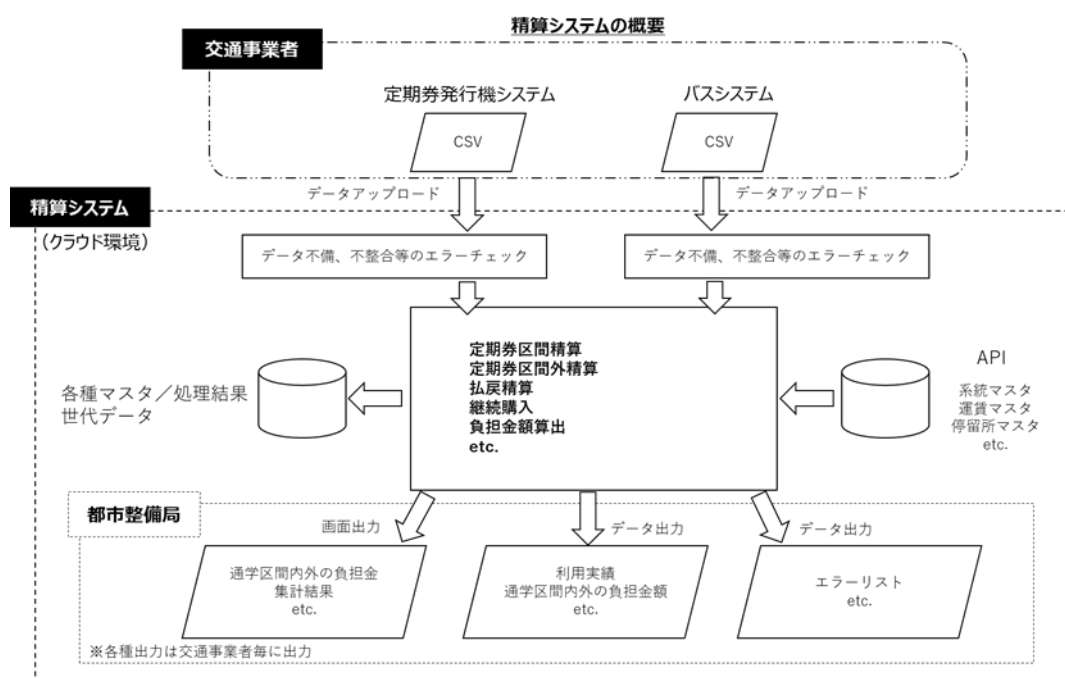 精算システムの概要
交通事業者
定期券発行機システム
バスシステム
CSV
CSV
データアップロード
データアップロード
精算システム
(クラウド環境)
データ不備、不整合等のエラーチェック
データ不備、不整合等のエラーチェック
定期券区間精算
定期券区間外精算
払戻精算
継続購入
負担金額算出
etc.
各種マスタ／処理結果
世代データ
API
系統マスタ
運賃マスタ
停留所マスタ
etc.
都市整備局
画面出力
データ出力
データ出力
通学区間内外の負担金
集計結果
etc.
利用実績
通学区間内外の負担金額
etc.
エラーリスト
etc.
※各種出力は交通事業者毎に出力